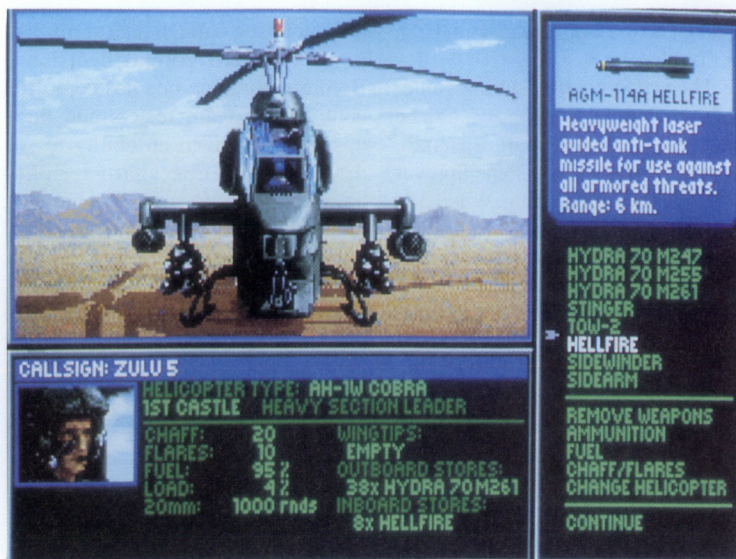 AGM-114A HELLFIRE
Heavyweight laser
guided anti-tank
missile for use against
all armored threats.
Range: 6 km.
HYDRA 70 M247
HYDRA 70 M255
HYDRA 70 M261
STINGER
TOW-2
HELLFIRE
SIDEWINDER
SIDEARM
REMOVE WEAPONS
AMMUNITION
FUEL
CHAFF/FLARES
CHANGE HELICOPTER
CONTINUE
CALLSIGN: ZULU 5
HELICOPTER TYPE: AH-1W COBRA
1ST CASTLE HEAVY SECTION LEADER
CHAFF: 20
FLARES: 10
FUEL: 95%
LOAD: 4%
20mm: 1000 rnds
WINGTIPS:
EMPTY
OUTBOARD STORES:
38x HYDRA 70 M261
INBOARD STORES:
8x HELLFIRE